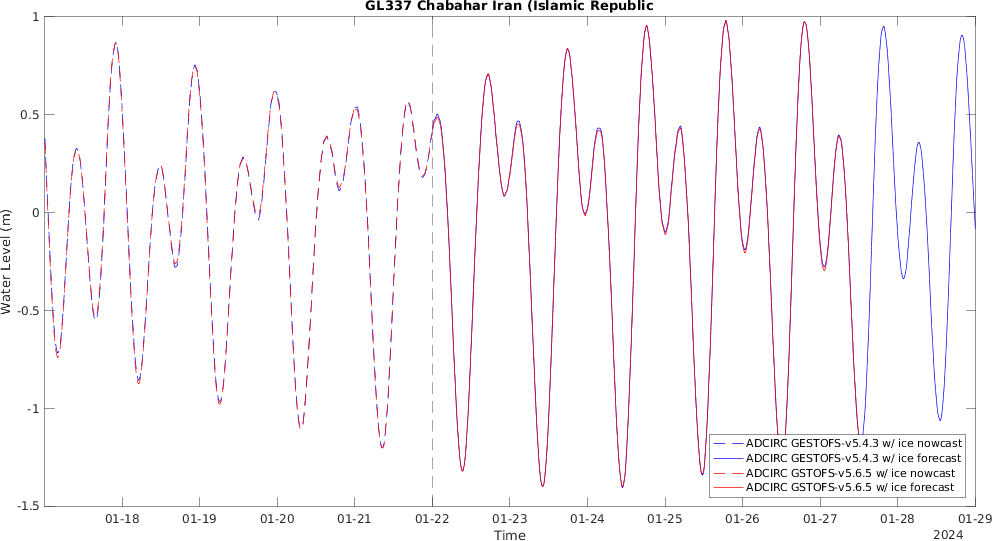 GL337 Chabahar Iran (Islamic Republic
1
0.5
0
-0.5
-1
-1.5
Water Level (m)
ADCIRC GESTOFS-v5.4.3 w/ ice nowcast
ADCIRC GESTOFS-v5.4.3 w/ ice forecast
ADCIRC GSTOFS-v5.6.5 w/ ice nowcast
ADCIRC GSTOFS-v5.6.5 w/ ice forecast
01-18 01-19 01-20 01-21 01-22 01-23 01-24 01-25 01-26 01-27 01-28 01-29
Time
2024